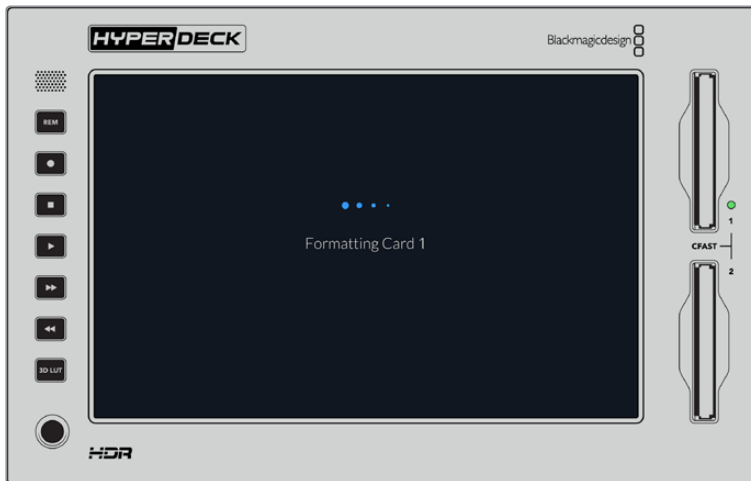 HYPERDECK
Blackmagicdesign
REM
1
CFAST
2
Formatting Card 1
3D LUT
HDR